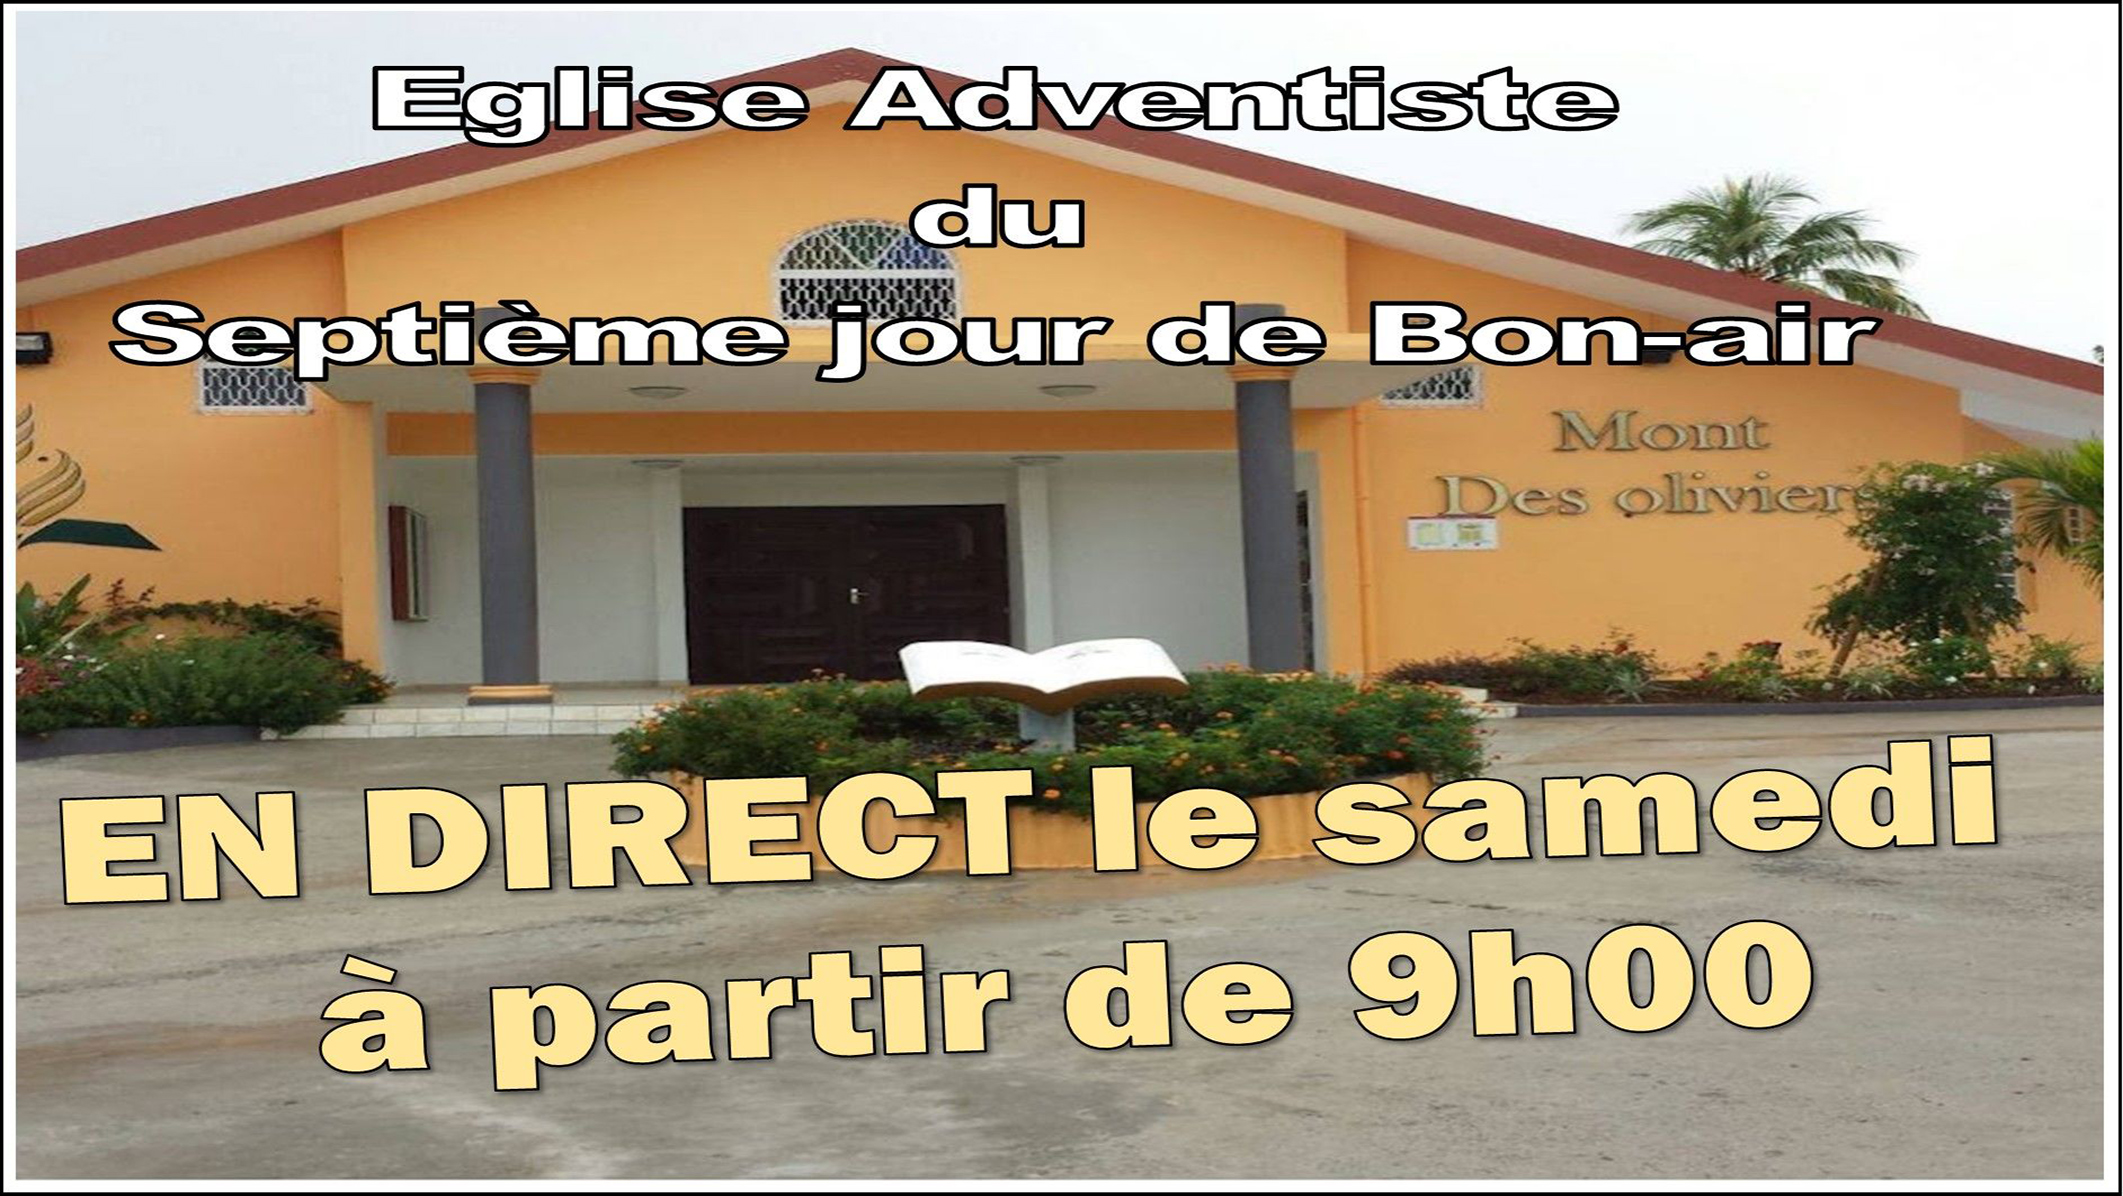 Eglise Adventiste
du
Septième jour de Bon-air
Mont
Des oliviers
EN DIRECT le samedi
à partir de 9h00